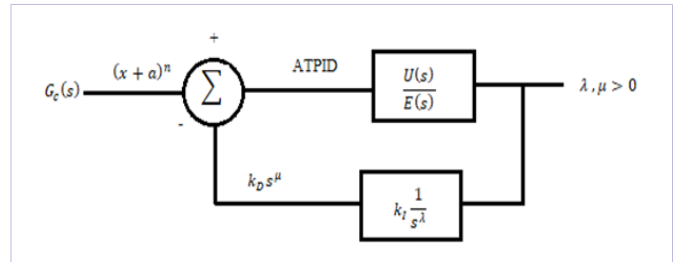 +
(x + a)ⁿ
ATPID
G_c(s)
∑
U(s)
E(s)
λ , μ > 0
-
k_D s^μ
k_I 1/s^λ